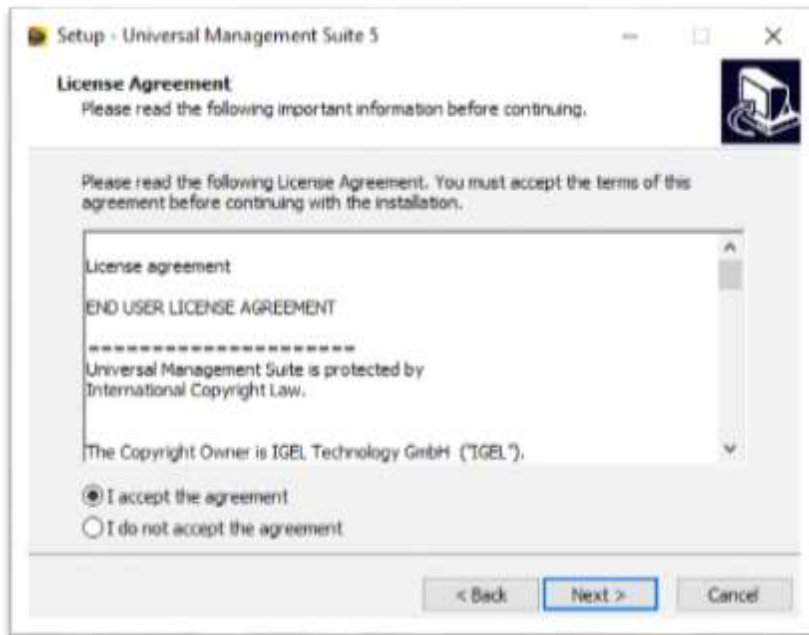 Setup - Universal Management Suite 5
License Agreement
Please read the following important information before continuing.
Please read the following License Agreement. You must accept the terms of this
agreement before continuing with the installation.
License agreement
END USER LICENSE AGREEMENT
=====================
Universal Management Suite is protected by
International Copyright Law.
The Copyright Owner is IGEL Technology GmbH ("IGEL").
I accept the agreement
I do not accept the agreement
< Back Next > Cancel